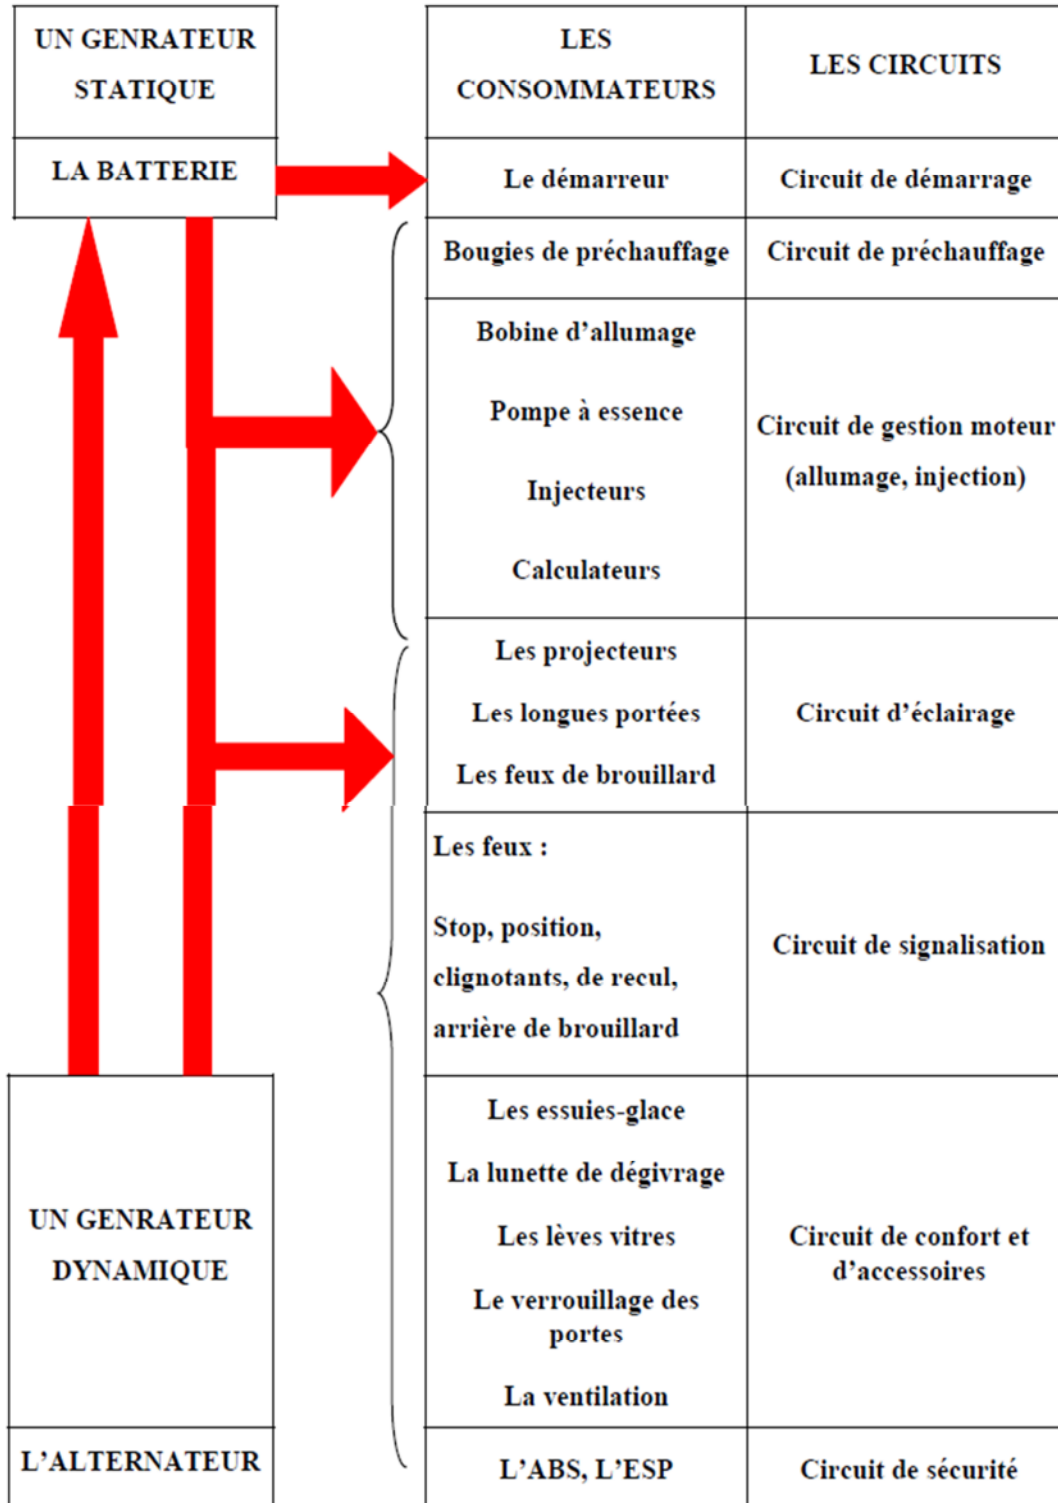 UN GENRATEUR
STATIQUE
LA BATTERIE
LES
CONSOMMATEURS
LES CIRCUITS
Le démarreur
Circuit de démarrage
Bougies de préchauffage
Circuit de préchauffage
Bobine d’allumage
Pompe à essence
Injecteurs
Calculateurs
Circuit de gestion moteur
(allumage, injection)
Les projecteurs
Les longues portées
Les feux de brouillard
Circuit d’éclairage
Les feux :
Stop, position,
clignotants, de recul,
arrière de brouillard
Circuit de signalisation
UN GENRATEUR
DYNAMIQUE
Les essuies-glace
La lunette de dégivrage
Les lèves vitres
Le verrouillage des
portes
La ventilation
Circuit de confort et
d’accessoires
L’ALTERNATEUR
L’ABS, L’ESP
Circuit de sécurité